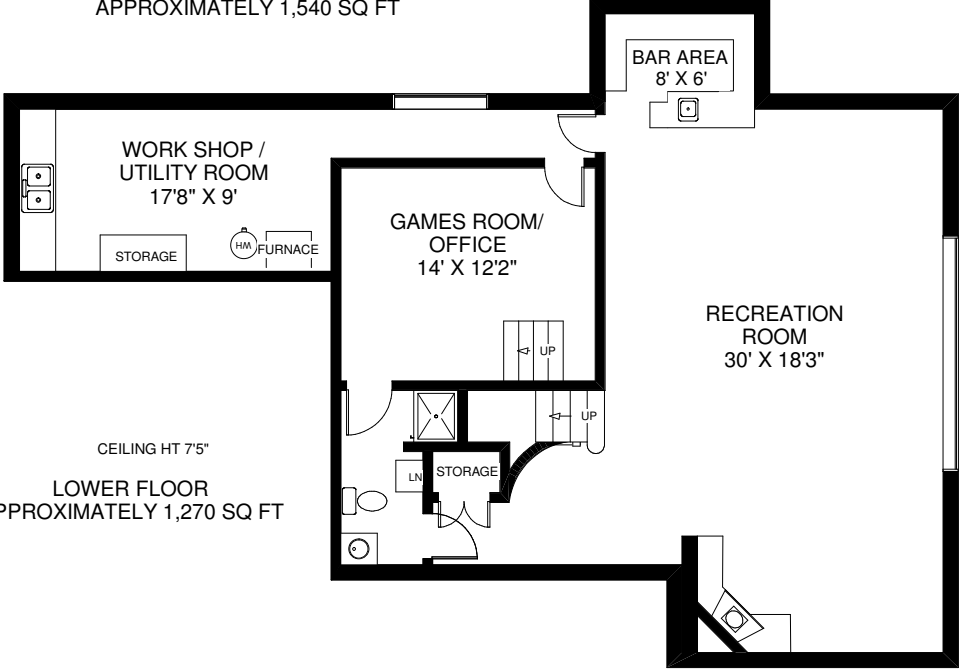 APPROXIMATELY 1,540 SQ FT
BAR AREA
8' X 6'
WORK SHOP /
UTILITY ROOM
17'8" X 9'
STORAGE
HW
FURNACE
GAMES ROOM/
OFFICE
14' X 12'2"
UP
RECREATION
ROOM
30' X 18'3"
UP
CEILING HT 7'5"
LOWER FLOOR
PPROXIMATELY 1,270 SQ FT
LN
STORAGE